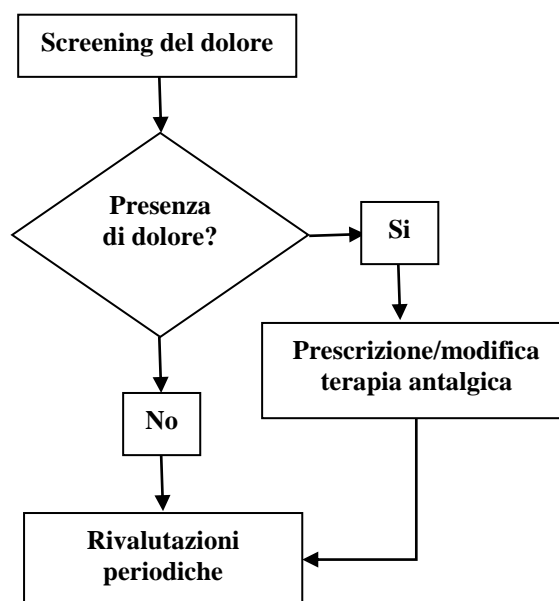 Screening del dolore
Presenza
di dolore?
Si
Prescrizione/modifica
terapia antalgica
No
Rivalutazioni
periodiche